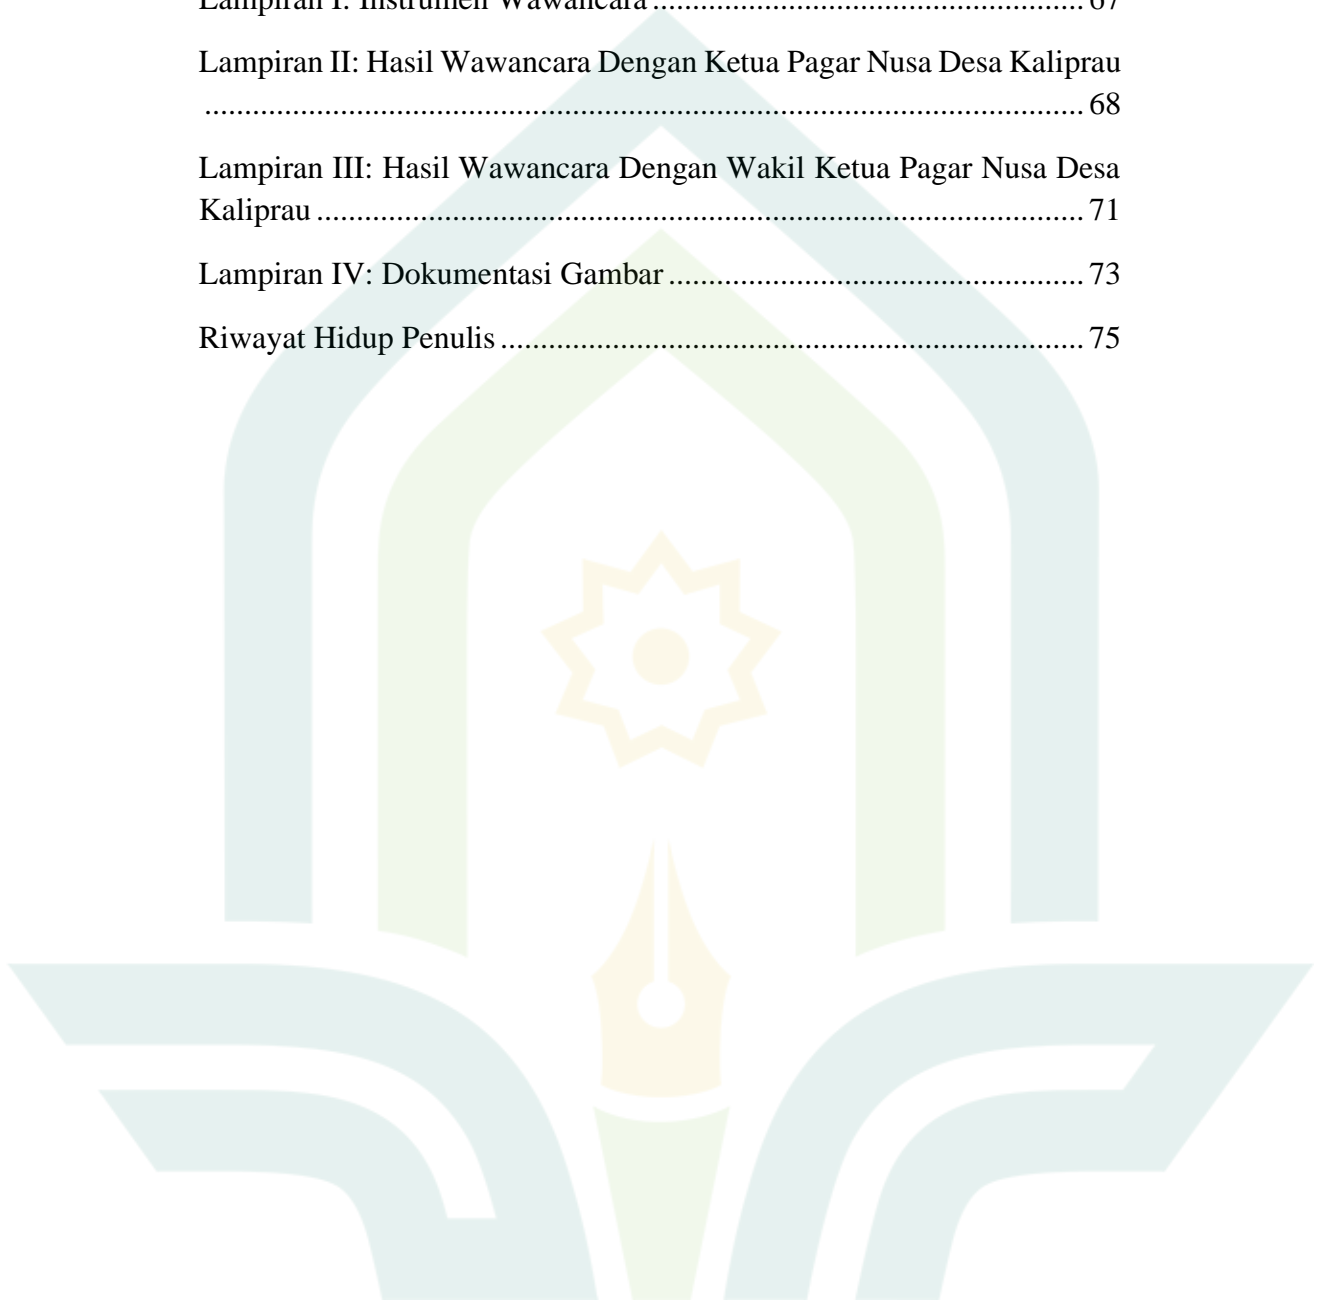 Lampiran I: Instrumen Wawancara ...................................................... 67
Lampiran II: Hasil Wawancara Dengan Ketua Pagar Nusa Desa Kaliprau
.............................................................................................................. 68
Lampiran III: Hasil Wawancara Dengan Wakil Ketua Pagar Nusa Desa
Kaliprau ................................................................................................ 71
Lampiran IV: Dokumentasi Gambar .................................................... 73
Riwayat Hidup Penulis ......................................................................... 75